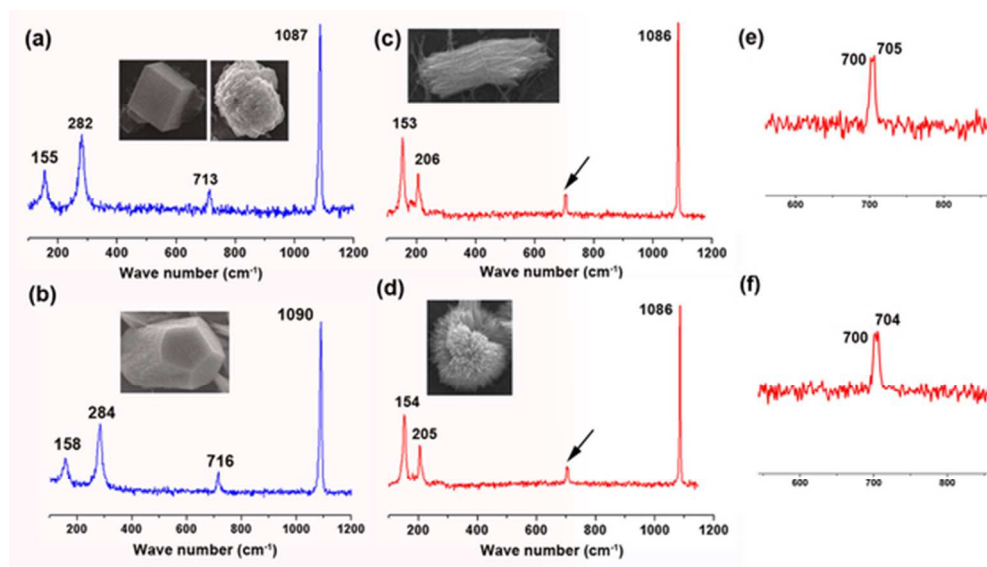 (a)
1087
282
155
713
200 400 600 800 1000 1200
Wave number (cm⁻¹)
(c)
1086
153
206
200 400 600 800 1000 1200
Wave number (cm⁻¹)
(e)
700 705
600 700 800
(b)
1090
284
158
716
200 400 600 800 1000 1200
Wave number (cm⁻¹)
(d)
1086
154
205
200 400 600 800 1000 1200
Wave number (cm⁻¹)
(f)
700 704
600 700 800